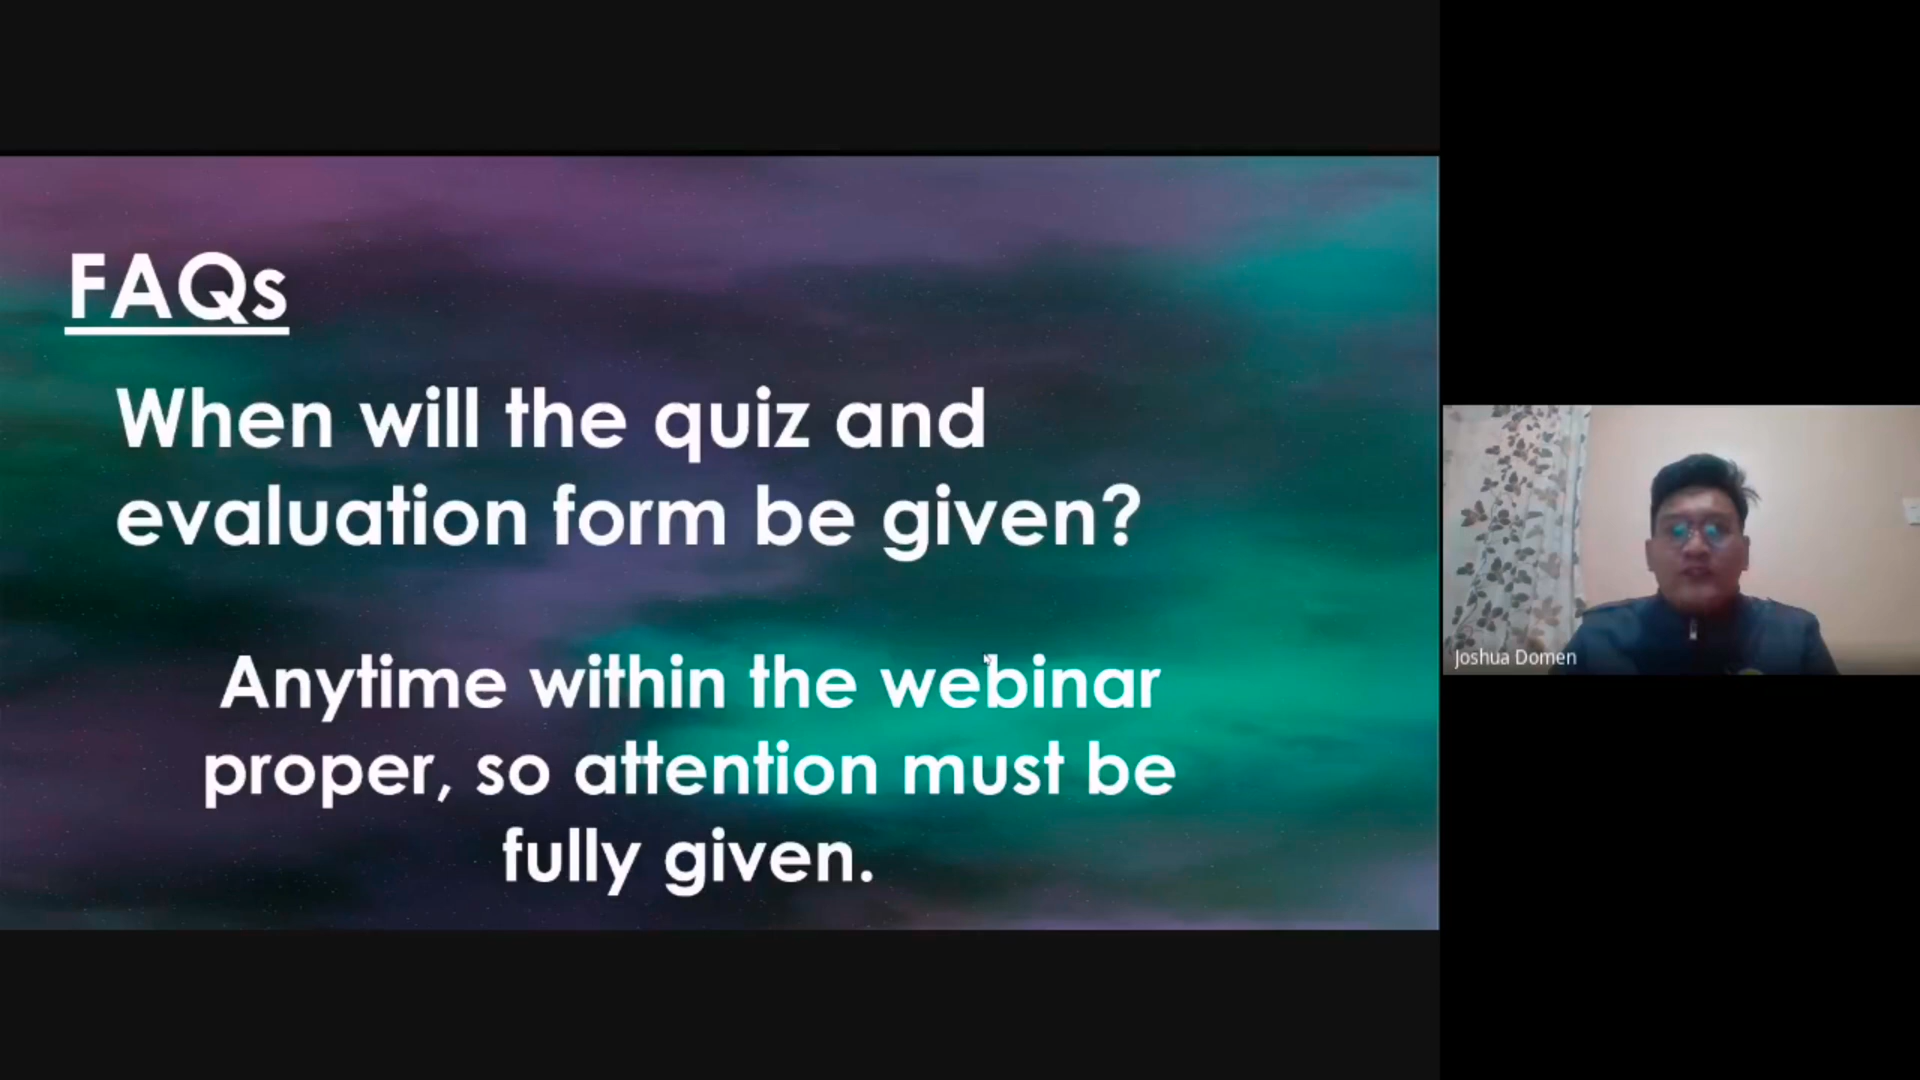 FAQs
When will the quiz and
evaluation form be given?
Anytime within the webinar
proper, so attention must be
fully given.
Joshua Domen